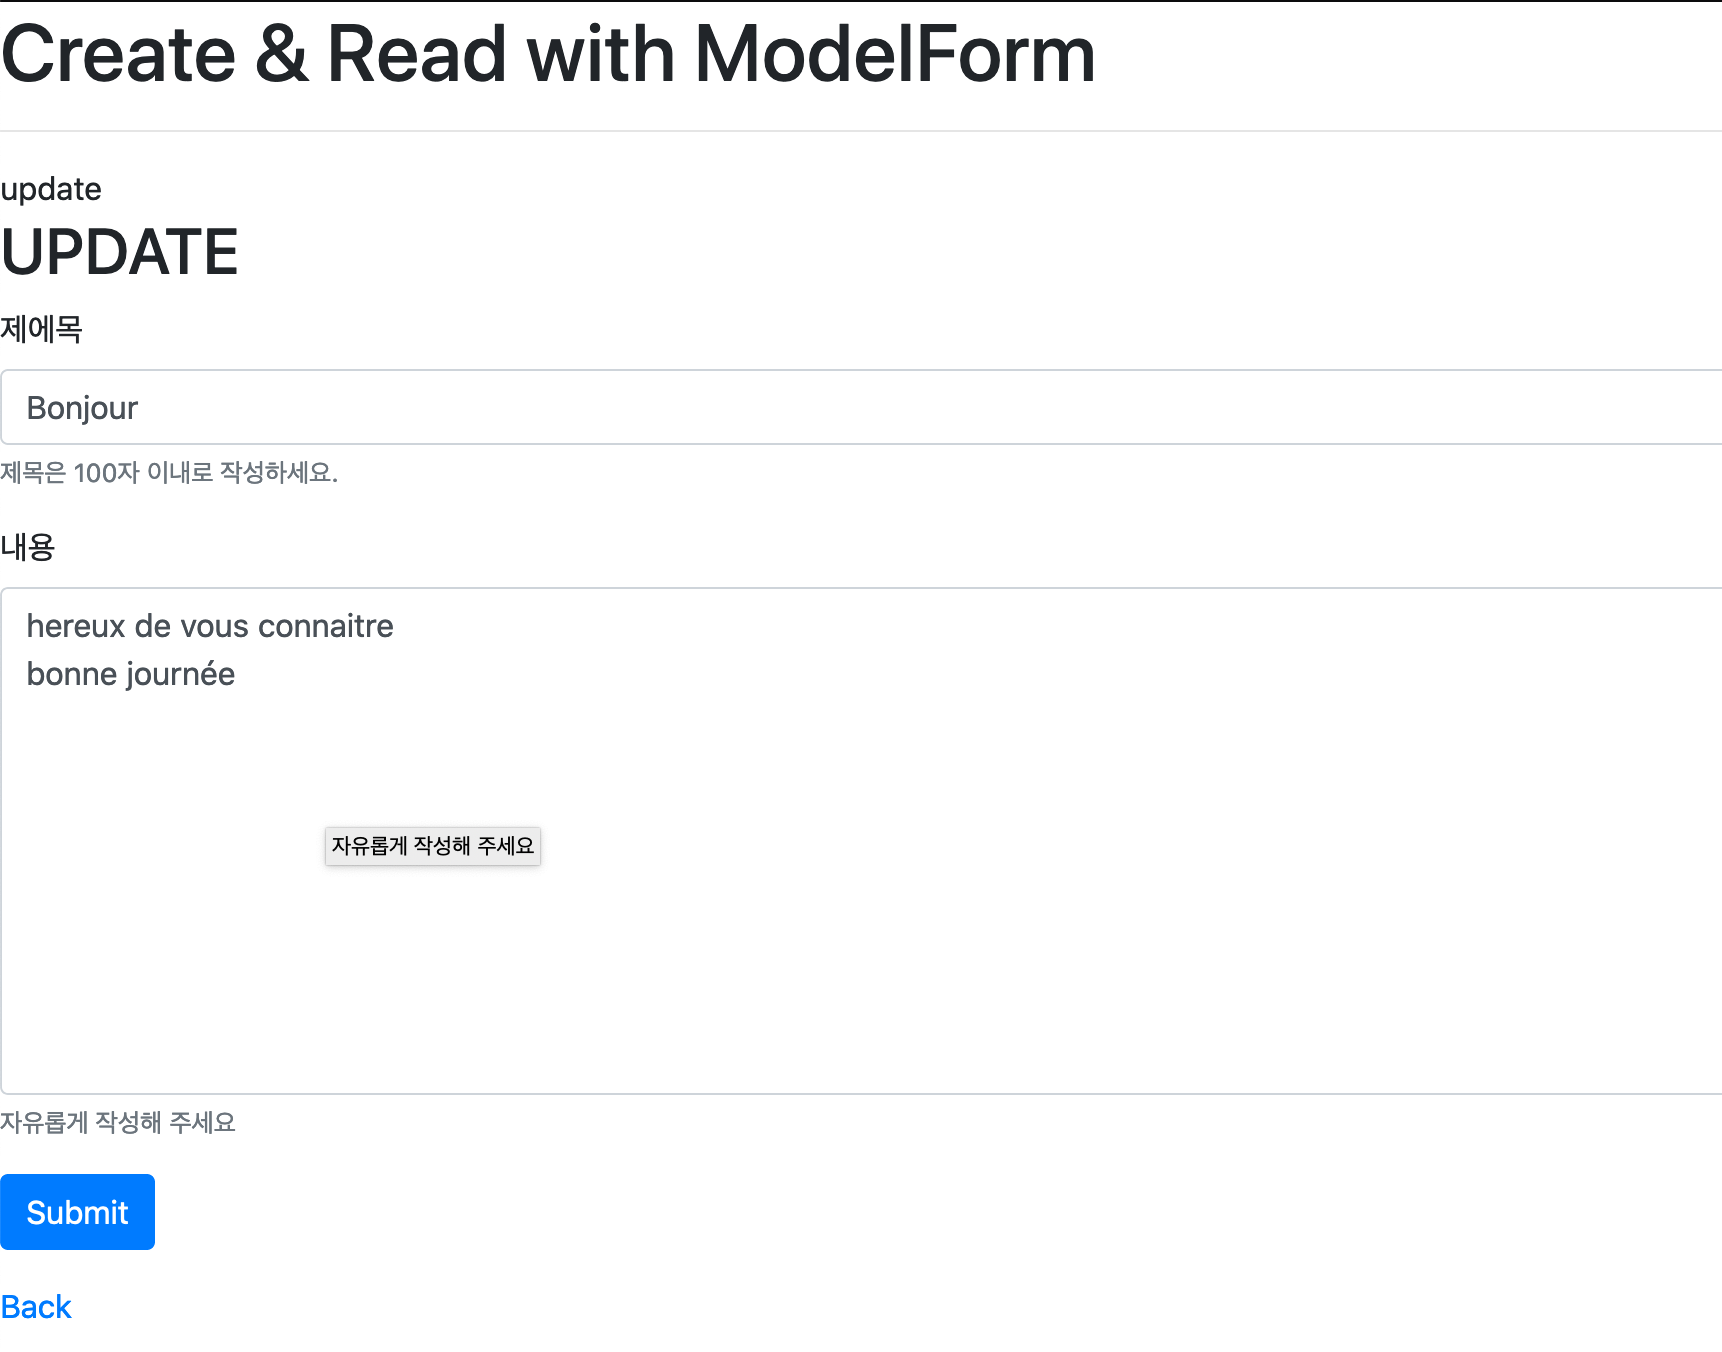 Create & Read with ModelForm
update
UPDATE
제에목
Bonjour
제목은 100자 이내로 작성하세요.
내용
hereux de vous connaitre
bonne journée
자유롭게 작성해 주세요
자유롭게 작성해 주세요
Submit
Back